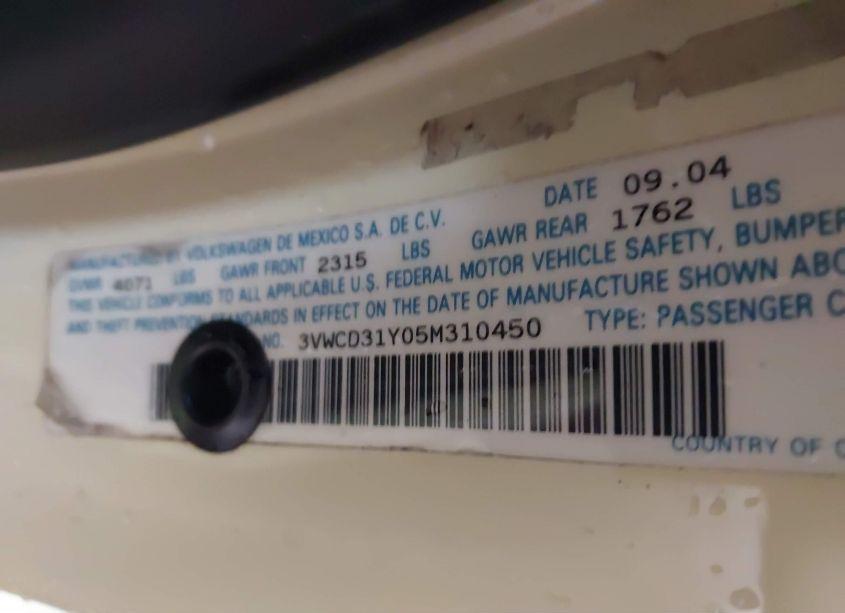 MANUFACTURED BY VOLKSWAGEN DE MEXICO S.A. DE C.V. DATE 09.04
GVWR 4071 LBS GAWR FRONT 2315 LBS GAWR REAR 1762 LBS
THIS VEHICLE CONFORMS TO ALL APPLICABLE U.S. FEDERAL MOTOR VEHICLE SAFETY, BUMPER
AND THEFT PREVENTION STANDARDS IN EFFECT ON THE DATE OF MANUFACTURE SHOWN ABO
NO. 3VWCD31Y05M310450 TYPE: PASSENGER C
COUNTRY OF O